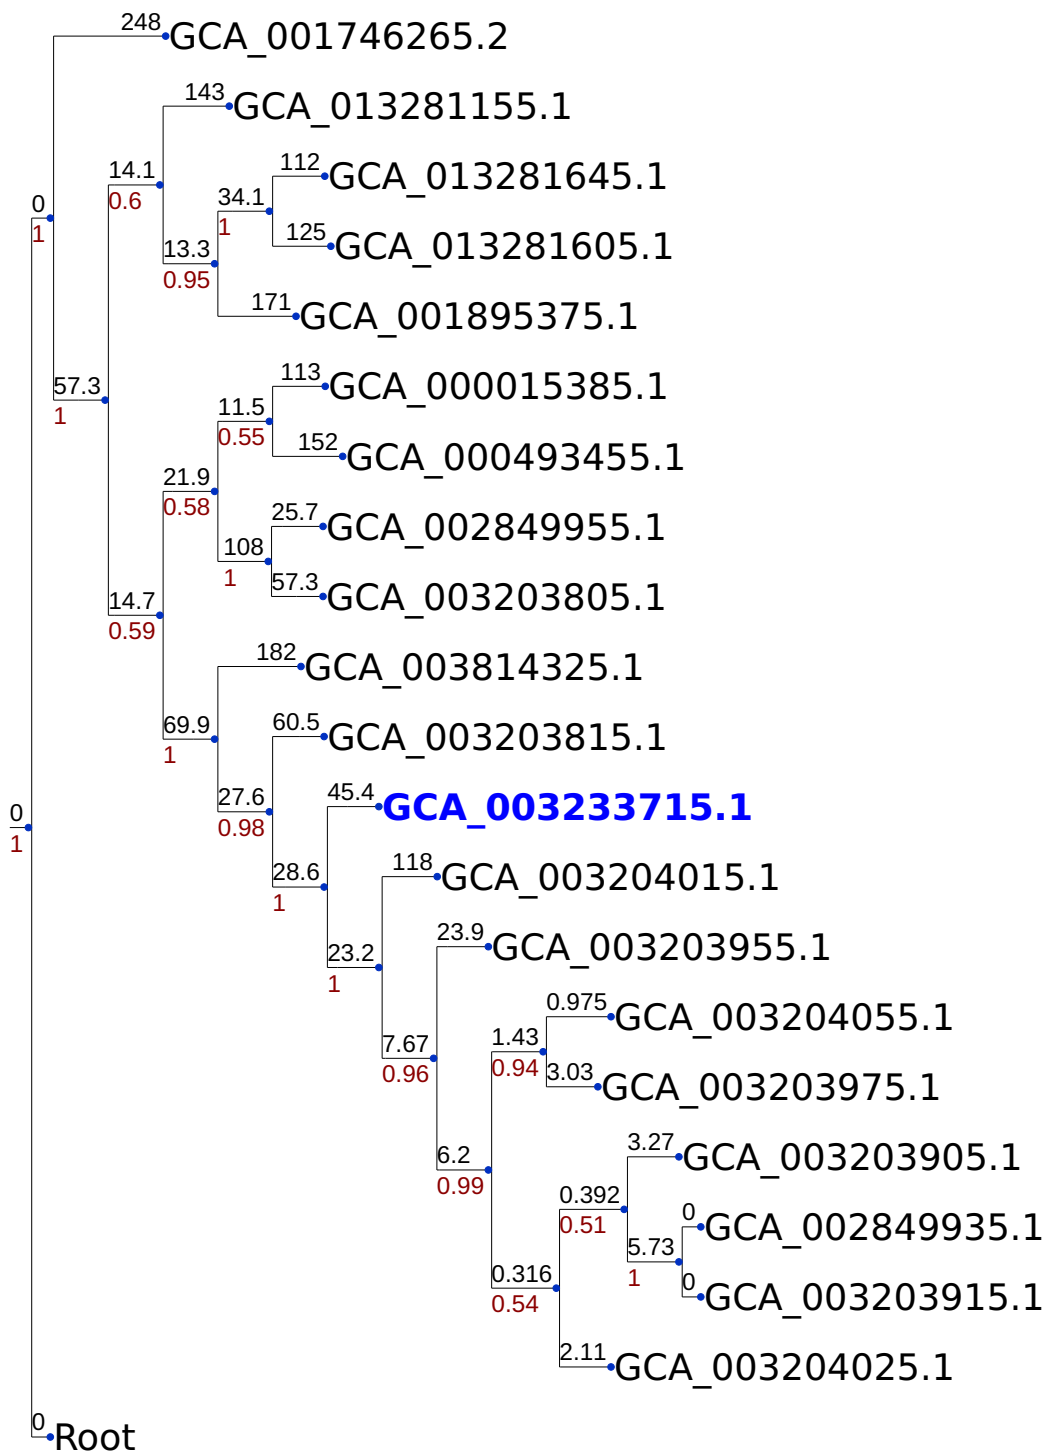 248 GCA_001746265.2
143 GCA_013281155.1
14.1
0.6
112 GCA_013281645.1
34.1
1
0
1
125 GCA_013281605.1
13.3
0.95
171 GCA_001895375.1
57.3
1
113 GCA_000015385.1
11.5
0.55
152 GCA_000493455.1
21.9
0.58
25.7 GCA_002849955.1
108
1
57.3 GCA_003203805.1
14.7
0.59
182 GCA_003814325.1
69.9
1
60.5 GCA_003203815.1
27.6
0.98
45.4 GCA_003233715.1
0
1
28.6
1
118 GCA_003204015.1
23.2
1
23.9 GCA_003203955.1
0.975 GCA_003204055.1
1.43
0.94
7.67
0.96
3.03 GCA_003203975.1
3.27 GCA_003203905.1
6.2
0.99
0.392
0.51
0 GCA_002849935.1
5.73
1
0 GCA_003203915.1
0.316
0.54
2.11 GCA_003204025.1
0 Root